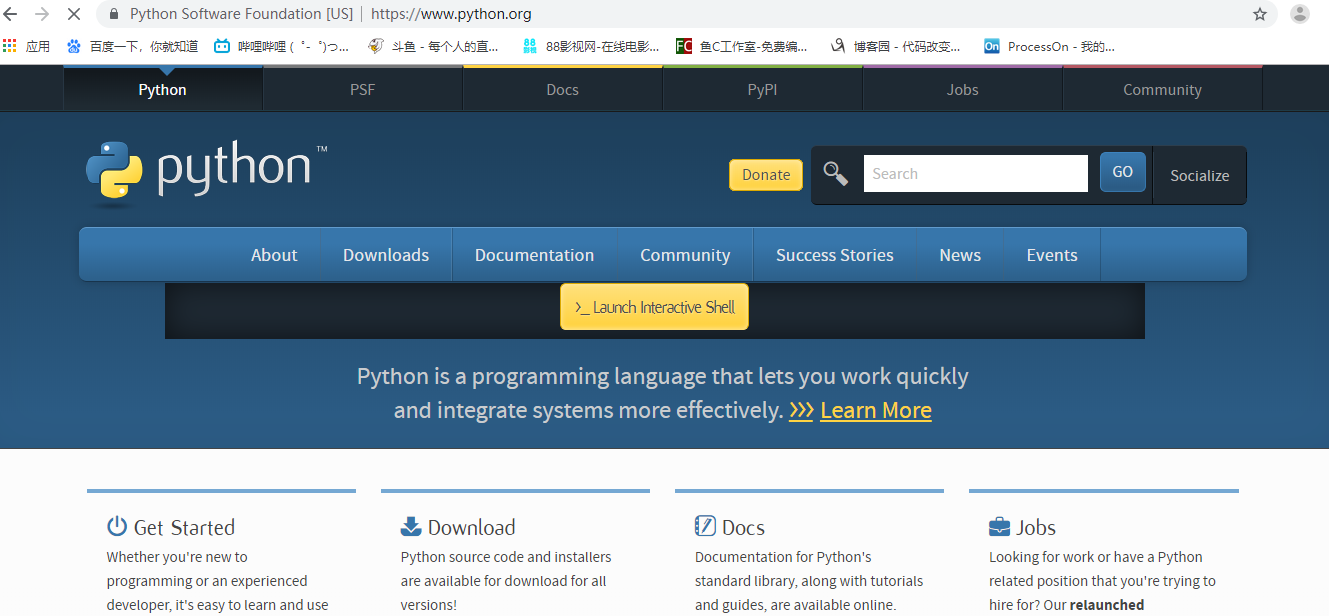 Python Software Foundation [US] | https://www.python.org
应用 百度一下，你就知道 哔哩哔哩 ( ゜- ゜)つ... 斗鱼 - 每个人的直... 88影视网-在线电影... 鱼C工作室-免费编... 博客园 - 代码改变... ProcessOn - 我的...
Python PSF Docs PyPI Jobs Community
python™
Donate Search GO Socialize
About Downloads Documentation Community Success Stories News Events
>_ Launch Interactive Shell
Python is a programming language that lets you work quickly
and integrate systems more effectively. >>> Learn More
Get Started Download Docs Jobs
Whether you're new to
programming or an experienced
developer, it's easy to learn and use
Python source code and installers
are available for download for all
versions!
Documentation for Python's
standard library, along with tutorials
and guides, are available online.
Looking for work or have a Python
related position that you're trying to
hire for? Our relaunched